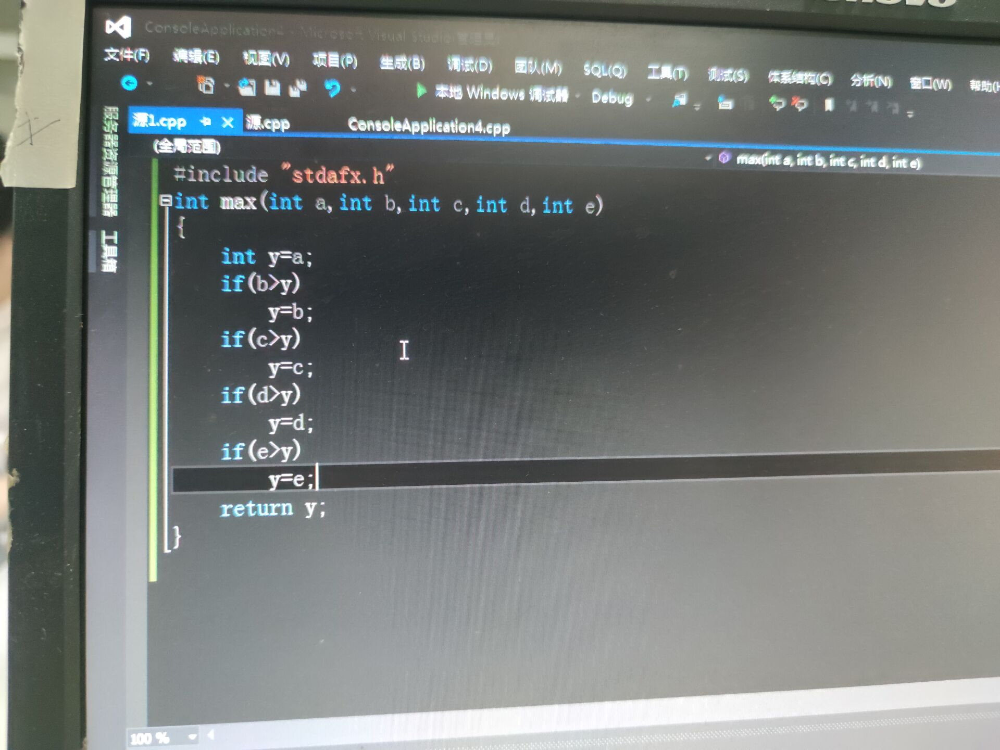 ConsoleApplication4 - Microsoft Visual Studio(管理员)
文件(F) 编辑(E) 视图(V) 项目(P) 生成(B) 调试(D) 团队(M) SQL(Q) 工具(T) 测试(S) 体系结构(C) 分析(N) 窗口(W) 帮助(H
本地 Windows 调试器 Debug
服务器资源管理器
工具箱
源1.cpp 源.cpp ConsoleApplication4.cpp
(全局范围)
max(int a, int b, int c, int d, int e)
#include "stdafx.h"
int max(int a,int b,int c,int d,int e)
{
int y=a;
if(b>y)
y=b;
if(c>y)
y=c;
if(d>y)
y=d;
if(e>y)
y=e;
return y;
}
100 %